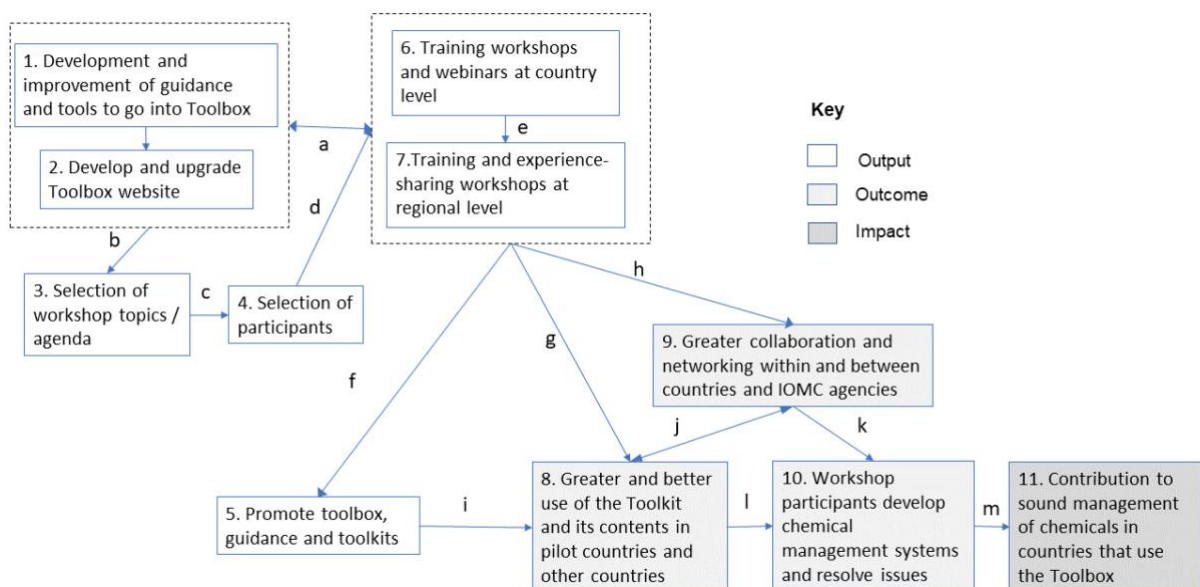 1. Development and
improvement of guidance
and tools to go into Toolbox
2. Develop and upgrade
Toolbox website
a
b
3. Selection of
workshop topics /
agenda
c
4. Selection of
participants
d
6. Training workshops
and webinars at country
level
e
7.Training and experience-
sharing workshops at
regional level
Key
Output
Outcome
Impact
f
g
h
9. Greater collaboration and
networking within and between
countries and IOMC agencies
j
k
5. Promote toolbox,
guidance and toolkits
i
8. Greater and better
use of the Toolkit
and its contents in
pilot countries and
other countries
l
10. Workshop
participants develop
chemical
management systems
and resolve issues
m
11. Contribution to
sound management
of chemicals in
countries that use
the Toolbox